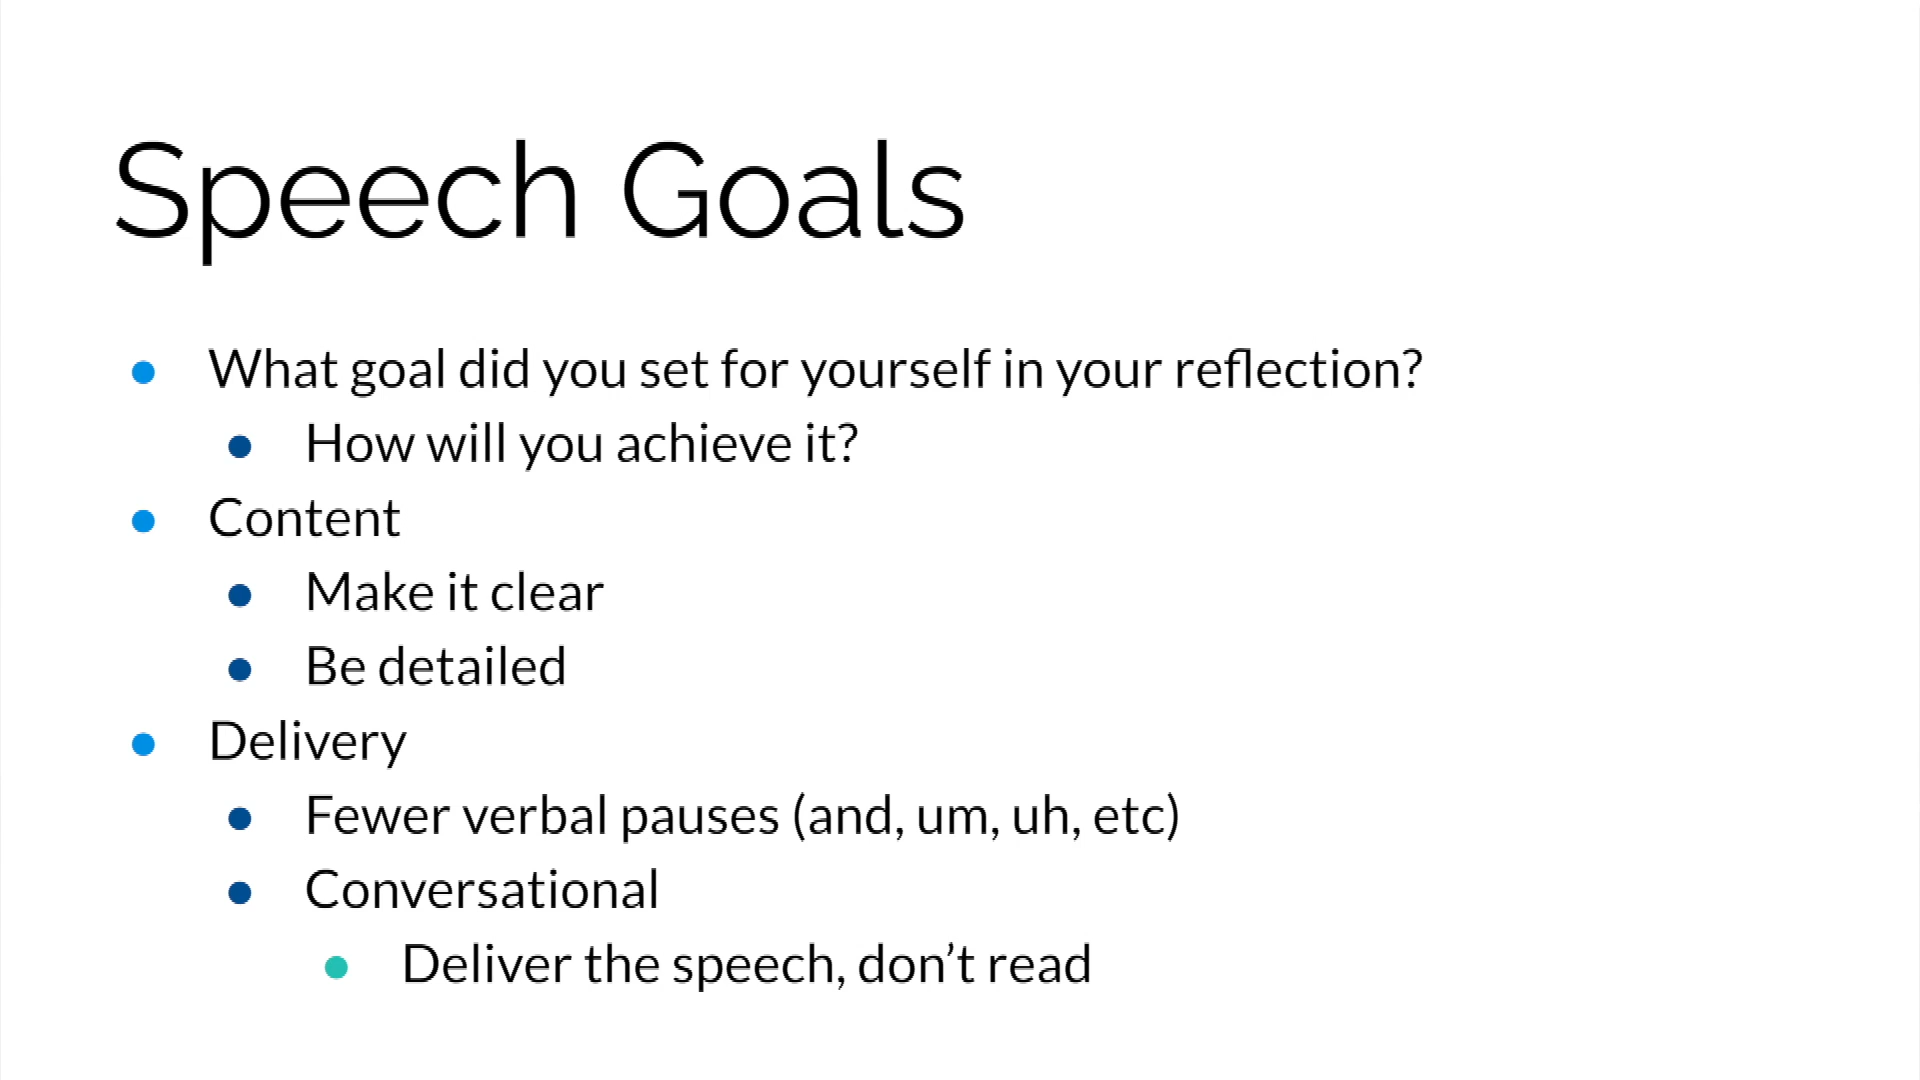 Speech Goals
What goal did you set for yourself in your reflection?
How will you achieve it?
Content
Make it clear
Be detailed
Delivery
Fewer verbal pauses (and, um, uh, etc)
Conversational
Deliver the speech, don’t read